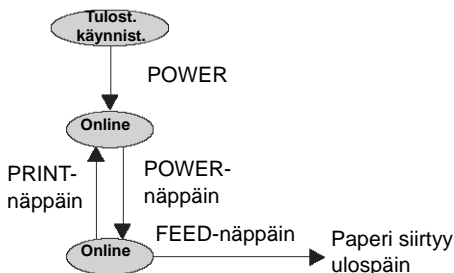 Tulost.
käynnist.
POWER
Online
PRINT-
näppäin
POWER-
näppäin
Online
FEED-näppäin
Paperi siirtyy
ulospäin